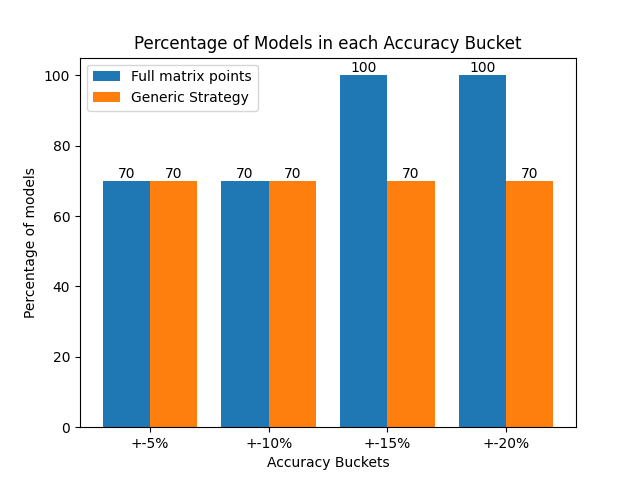 Percentage of Models in each Accuracy Bucket
Full matrix points
Generic Strategy
Percentage of models
100
80
60
40
20
0
70 70 70 70 100 70 100 70
+-5% +-10% +-15% +-20%
Accuracy Buckets